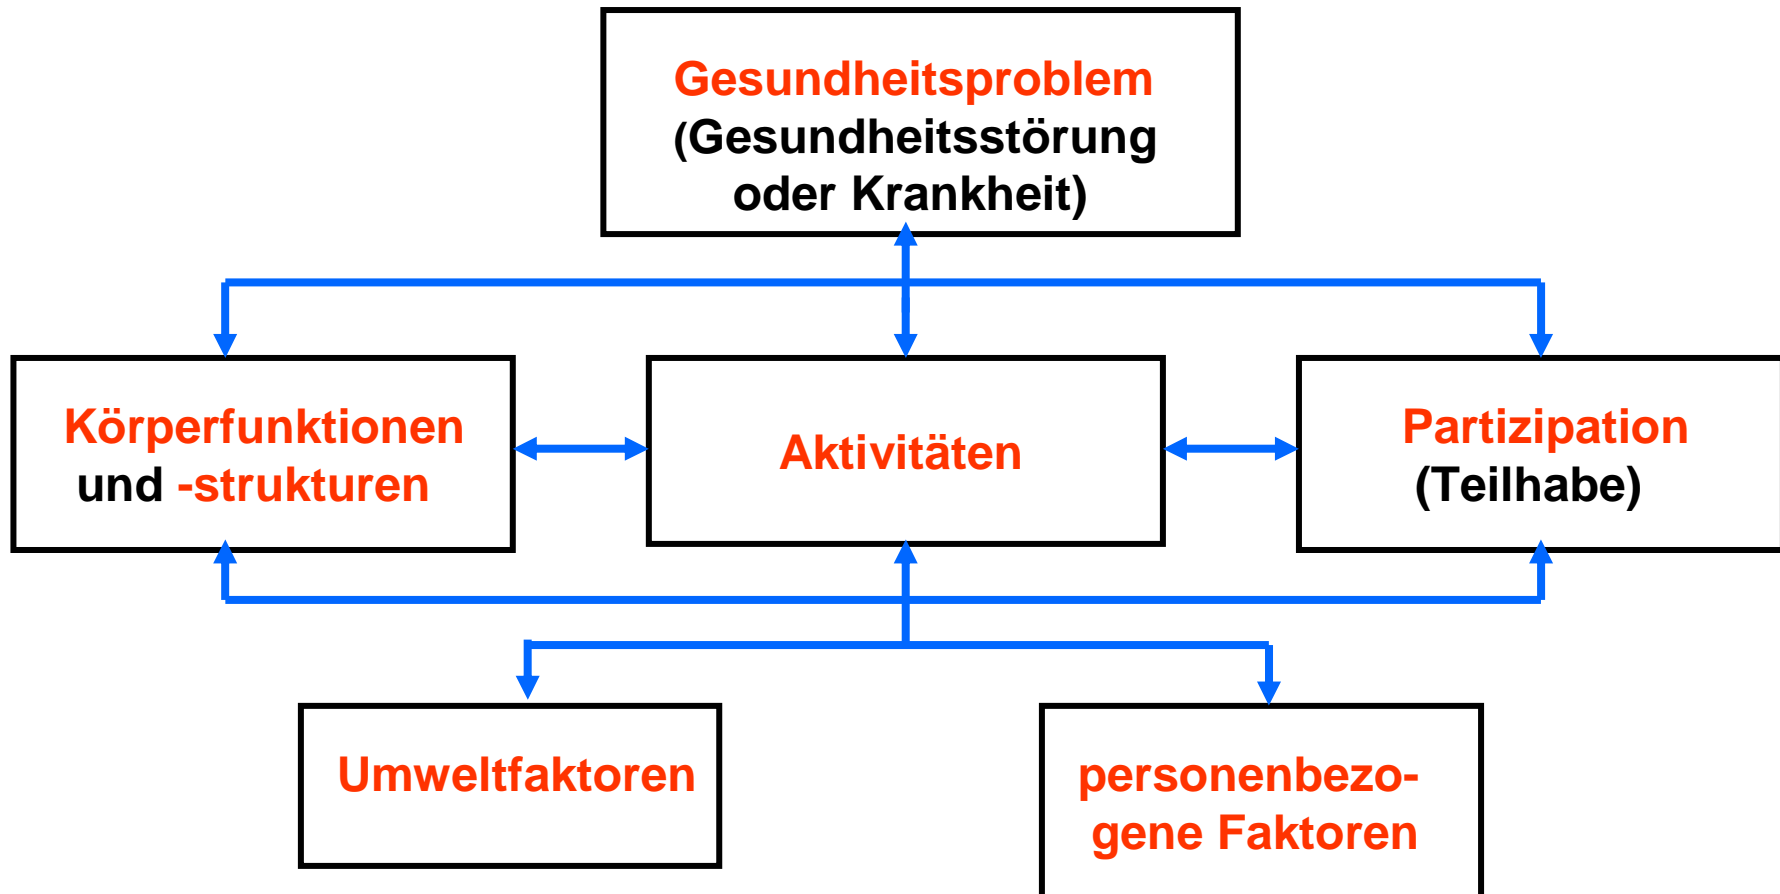 Gesundheitsproblem
(Gesundheitsstörung
oder Krankheit)
Körperfunktionen
und -strukturen
Aktivitäten
Partizipation
(Teilhabe)
Umweltfaktoren
personenbezo-
gene Faktoren